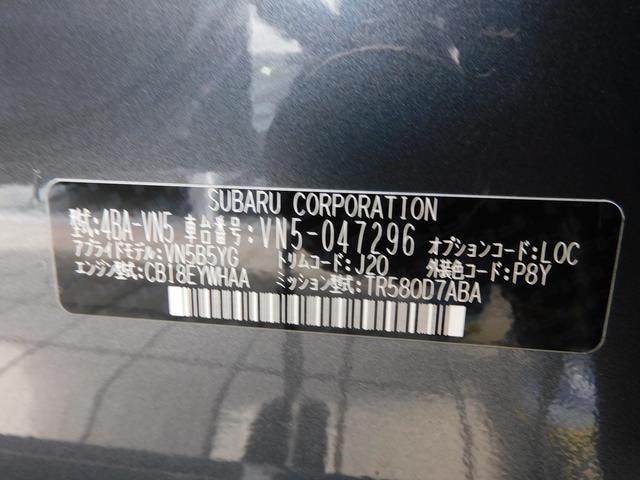 SUBARU CORPORATION
型式:4BA-VN5 車台番号:VN5-047296 オプションコード:LOC
アプライドモデル:VN5B5YG トリムコード:J20 外装色コード:P8Y
エンジン型式:CB18EYWHAA ミッション型式:TR580D7ABA